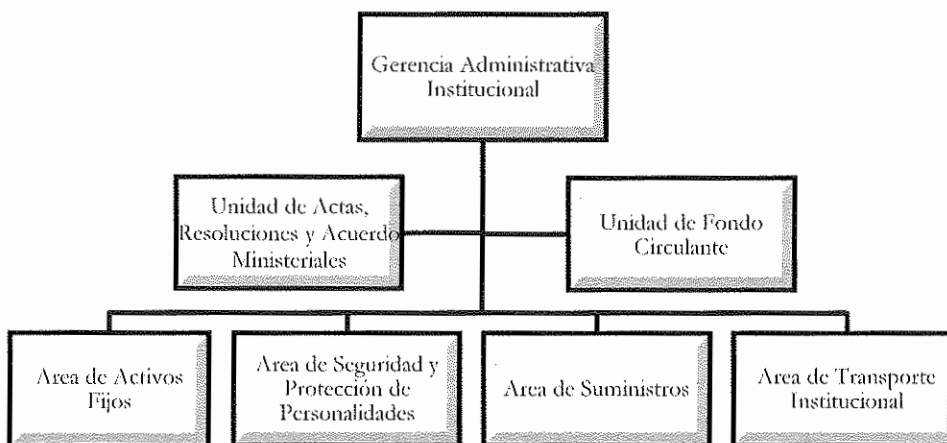 Gerencia Administrativa
Institucional
Unidad de Actas,
Resoluciones y Acuerdo
Ministeriales
Unidad de Fondo
Circulante
Area de Activos
Fijos
Area de Seguridad y
Protección de
Personalidades
Area de Suministros
Area de Transporte
Institucional